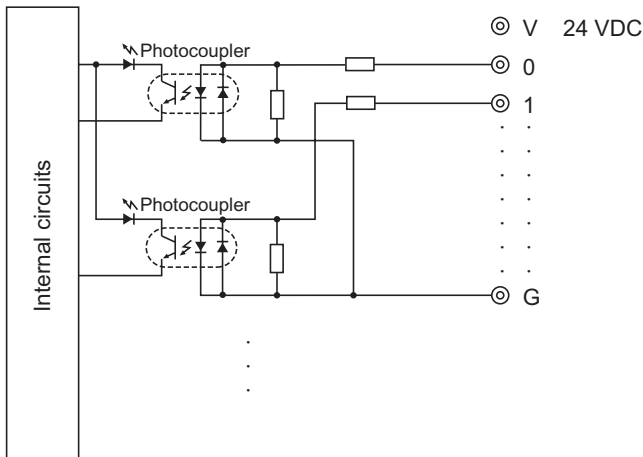 V 24 VDC
Photocoupler
0
1
Photocoupler
Internal circuits
G